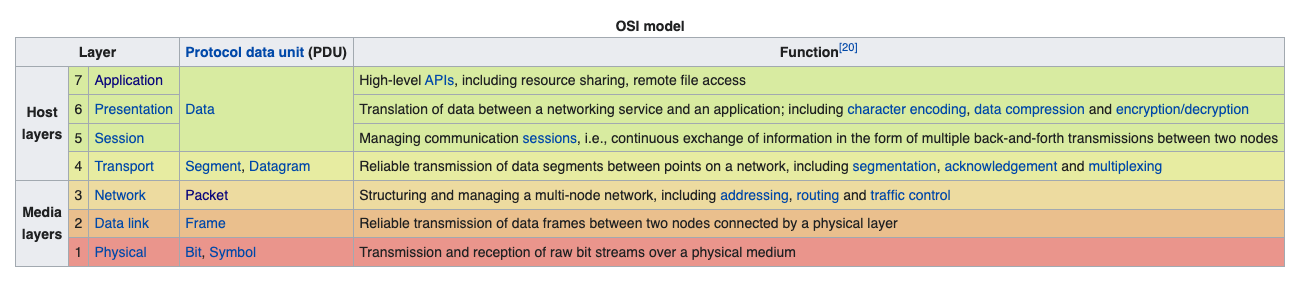 OSI model
Layer Protocol data unit (PDU) Function[20]
Host layers
7 Application Data High-level APIs, including resource sharing, remote file access
6 Presentation Translation of data between a networking service and an application; including character encoding, data compression and encryption/decryption
5 Session Managing communication sessions, i.e., continuous exchange of information in the form of multiple back-and-forth transmissions between two nodes
4 Transport Segment, Datagram Reliable transmission of data segments between points on a network, including segmentation, acknowledgement and multiplexing
Media layers
3 Network Packet Structuring and managing a multi-node network, including addressing, routing and traffic control
2 Data link Frame Reliable transmission of data frames between two nodes connected by a physical layer
1 Physical Bit, Symbol Transmission and reception of raw bit streams over a physical medium